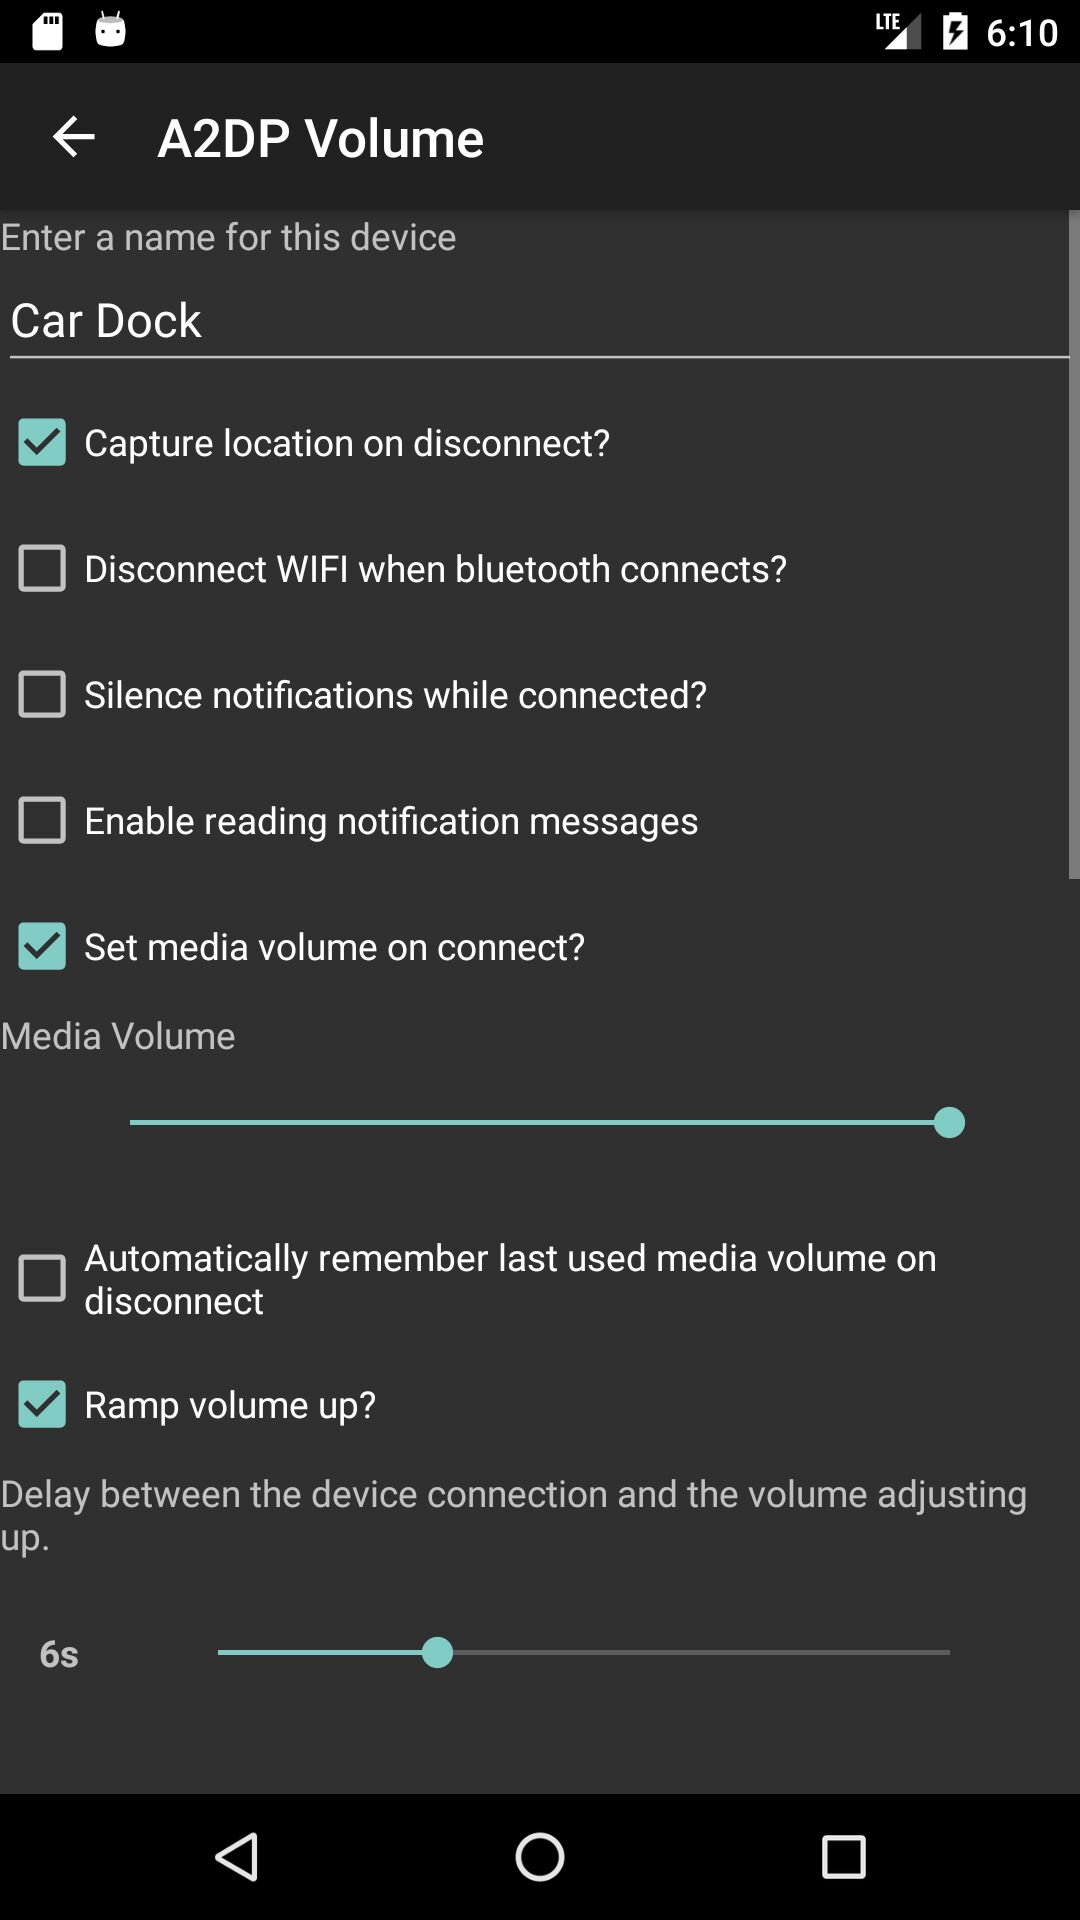 LTE 6:10
A2DP Volume
Enter a name for this device
Car Dock
Capture location on disconnect?
Disconnect WIFI when bluetooth connects?
Silence notifications while connected?
Enable reading notification messages
Set media volume on connect?
Media Volume
Automatically remember last used media volume on
disconnect
Ramp volume up?
Delay between the device connection and the volume adjusting
up.
6s